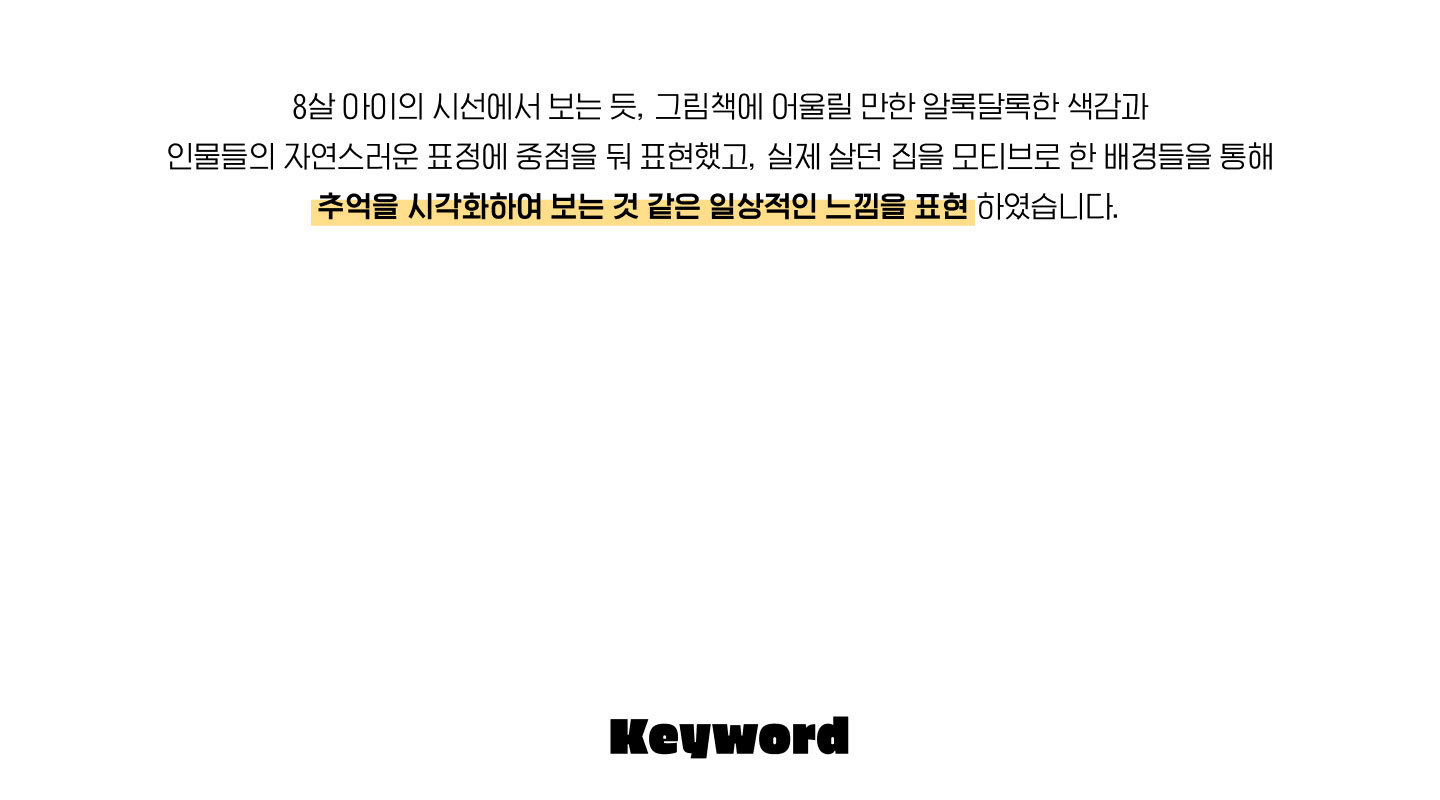 8살 아이의 시선에서 보는 듯, 그림책에 어울릴 만한 알록달록한 색감과
인물들의 자연스러운 표정에 중점을 둬 표현했고, 실제 살던 집을 모티브로 한 배경들을 통해
추억을 시각화하여 보는 것 같은 일상적인 느낌을 표현 하였습니다.
Keyword